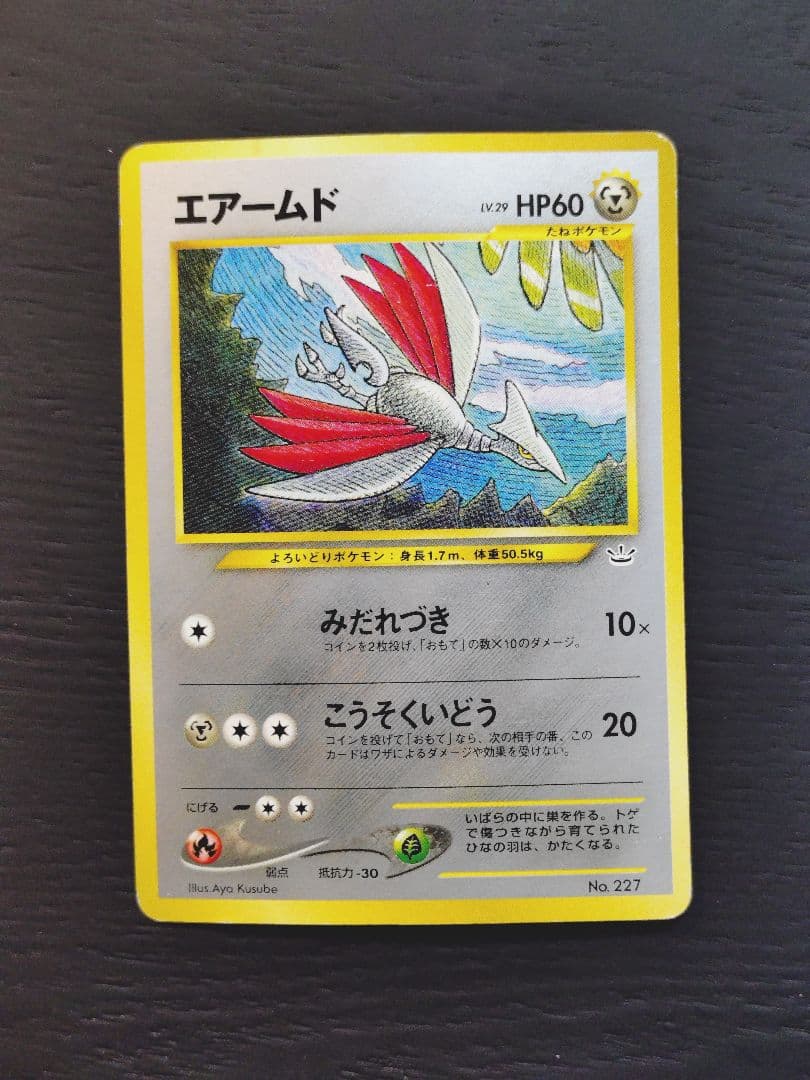 エアームド LV.29 HP60
たねポケモン
よろいどりポケモン：身長1.7m、体重50.5kg
みだれづき 10×
コインを2枚投げ、「おもて」の数×10のダメージ。
こうそくいどう 20
コインを投げて「おもて」なら、次の相手の番、この
カードはワザによるダメージや効果を受けない。
にげる
いばらの中に巣を作る。トゲ
で傷つきながら育てられた
ひなの羽は、かたくなる。
弱点 抵抗力 -30
Illus.Aya Kusube No. 227